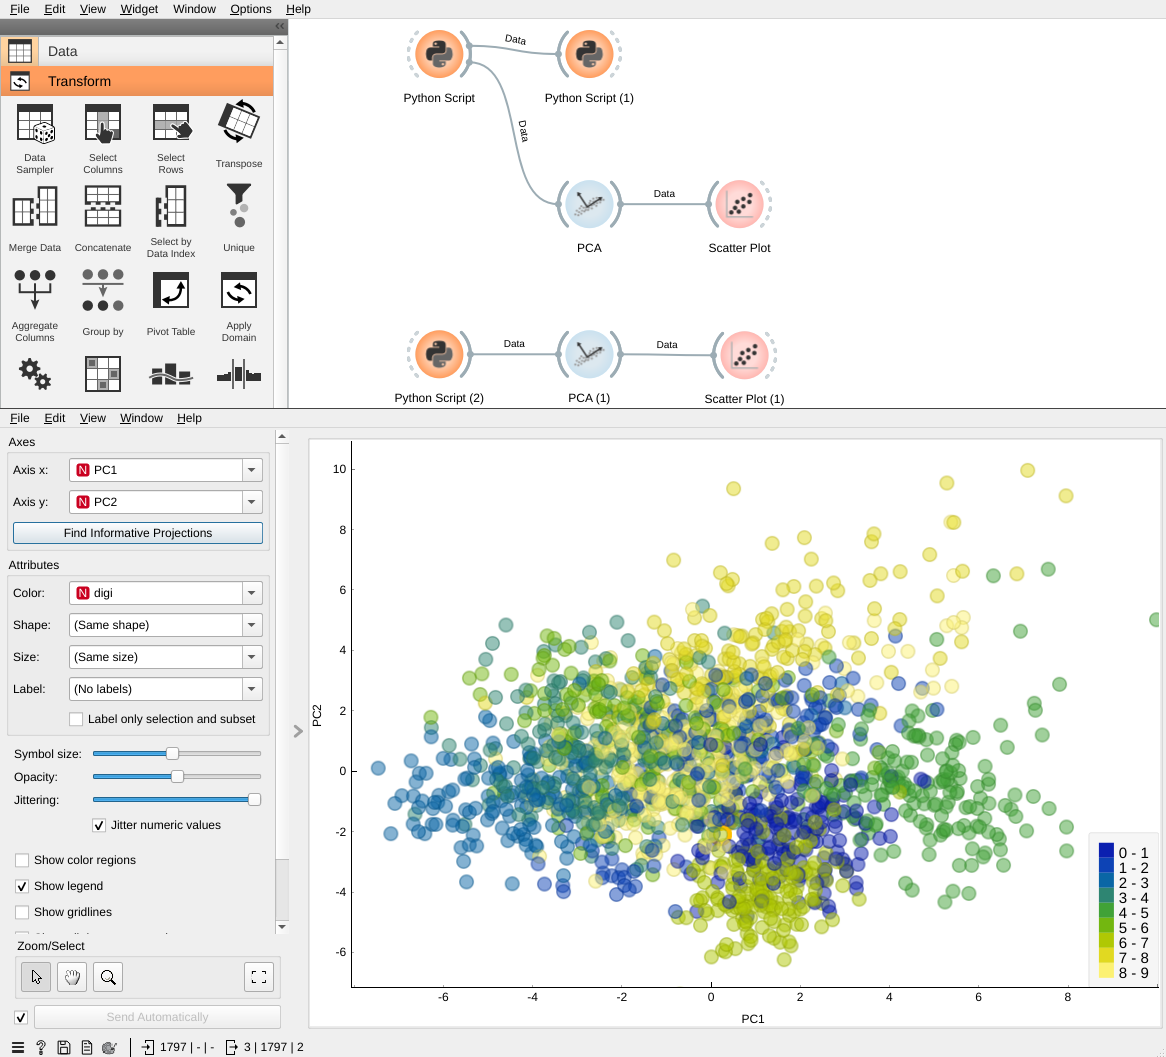 File Edit View Widget Window Options Help
Data
Transform
Data Sampler
Select Columns
Select Rows
Transpose
Merge Data
Concatenate
Select by Data Index
Unique
Aggregate Columns
Group by
Pivot Table
Apply Domain
Data
Python Script
Python Script (1)
Data
Data
PCA
Scatter Plot
Data
Data
Python Script (2)
PCA (1)
Scatter Plot (1)
File Edit View Window Help
Axes
Axis x: N PC1
Axis y: N PC2
Find Informative Projections
Attributes
Color: N digi
Shape: (Same shape)
Size: (Same size)
Label: (No labels)
Label only selection and subset
Symbol size:
Opacity:
Jittering:
Jitter numeric values
Show color regions
Show legend
Show gridlines
Zoom/Select
Send Automatically
1797 | - | - 3 | 1797 | 2
PC2
10
8
6
4
2
0
-2
-4
-6
-6 -4 -2 0 2 4 6 8
PC1
0 - 1
1 - 2
2 - 3
3 - 4
4 - 5
5 - 6
6 - 7
7 - 8
8 - 9